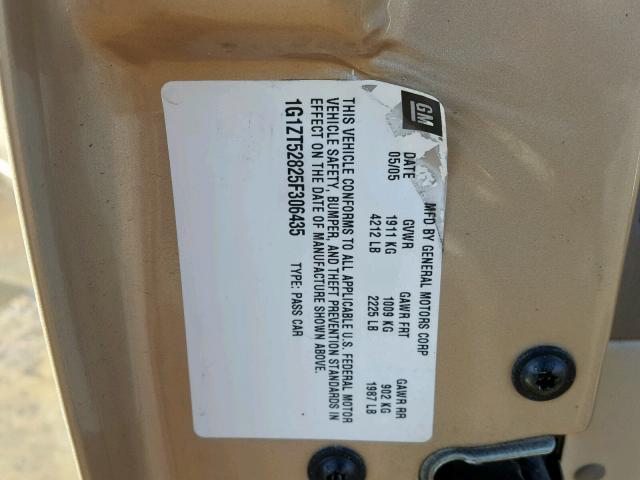 GM
MFD BY GENERAL MOTORS CORP
DATE GVWR GAWR FRT GAWR RR
05/05 1911 KG 1009 KG 902 KG
4212 LB 2225 LB 1987 LB
THIS VEHICLE CONFORMS TO ALL APPLICABLE U.S. FEDERAL MOTOR
VEHICLE SAFETY, BUMPER, AND THEFT PREVENTION STANDARDS IN
EFFECT ON THE DATE OF MANUFACTURE SHOWN ABOVE.
1G1ZT52825F306435 TYPE: PASS CAR